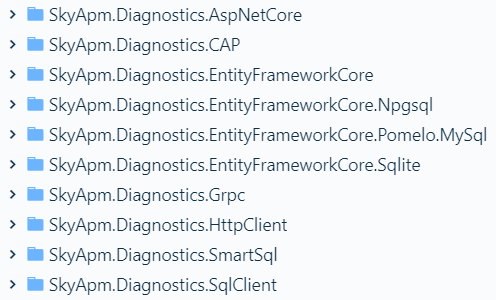 SkyApm.Diagnostics.AspNetCore
SkyApm.Diagnostics.CAP
SkyApm.Diagnostics.EntityFrameworkCore
SkyApm.Diagnostics.EntityFrameworkCore.Npgsql
SkyApm.Diagnostics.EntityFrameworkCore.Pomelo.MySql
SkyApm.Diagnostics.EntityFrameworkCore.Sqlite
SkyApm.Diagnostics.Grpc
SkyApm.Diagnostics.HttpClient
SkyApm.Diagnostics.SmartSql
SkyApm.Diagnostics.SqlClient